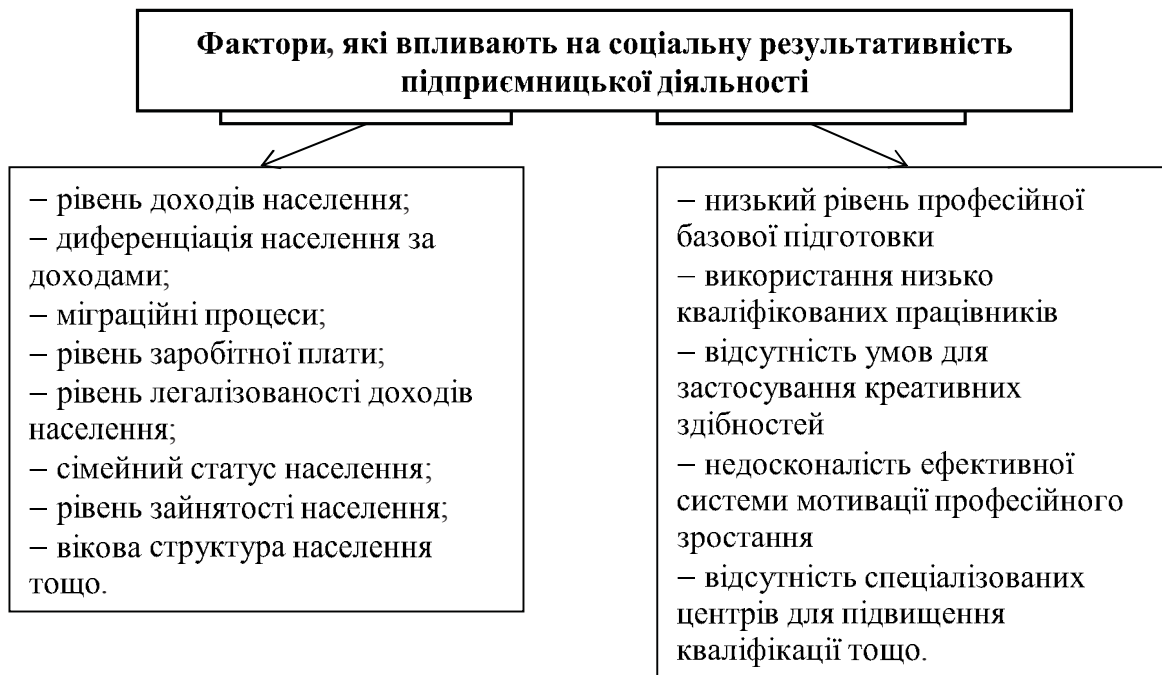 Фактори, які впливають на соціальну результативність
підприємницької діяльності
– рівень доходів населення;
– диференціація населення за
доходами;
– міграційні процеси;
– рівень заробітної плати;
– рівень легалізованості доходів
населення;
– сімейний статус населення;
– рівень зайнятості населення;
– вікова структура населення
тощо.
– низький рівень професійної
базової підготовки
– використання низько
кваліфікованих працівників
– відсутність умов для
застосування креативних
здібностей
– недосконалість ефективної
системи мотивації професійного
зростання
– відсутність спеціалізованих
центрів для підвищення
кваліфікації тощо.